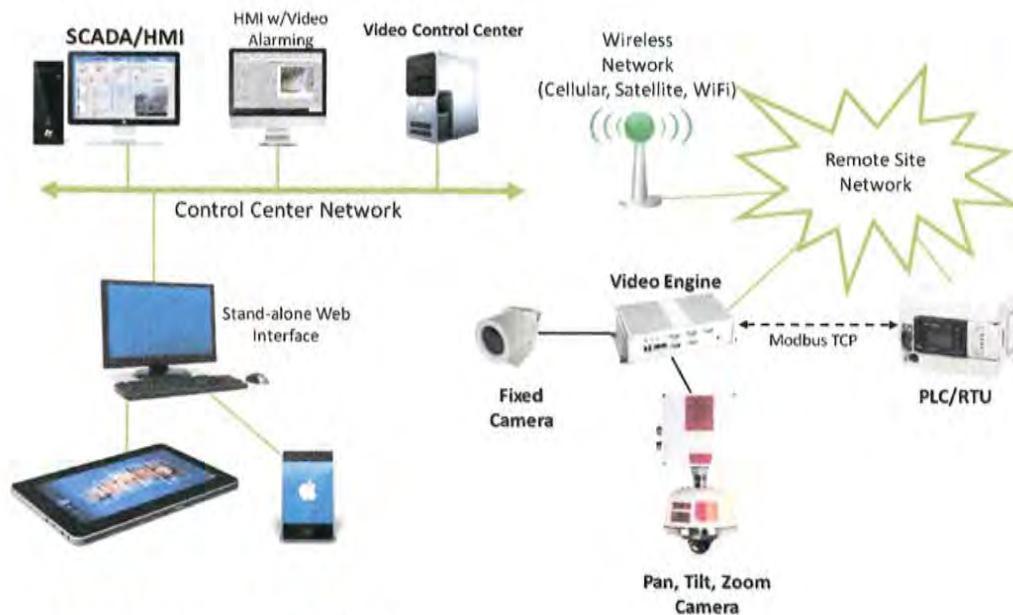 SCADA/HMI
HMI w/Video
Alarming
Video Control Center
Wireless
Network
(Cellular, Satellite, WiFi)
Remote Site
Network
Control Center Network
Stand-alone Web
Interface
Video Engine
Modbus TCP
Fixed
Camera
PLC/RTU
Pan, Tilt, Zoom
Camera